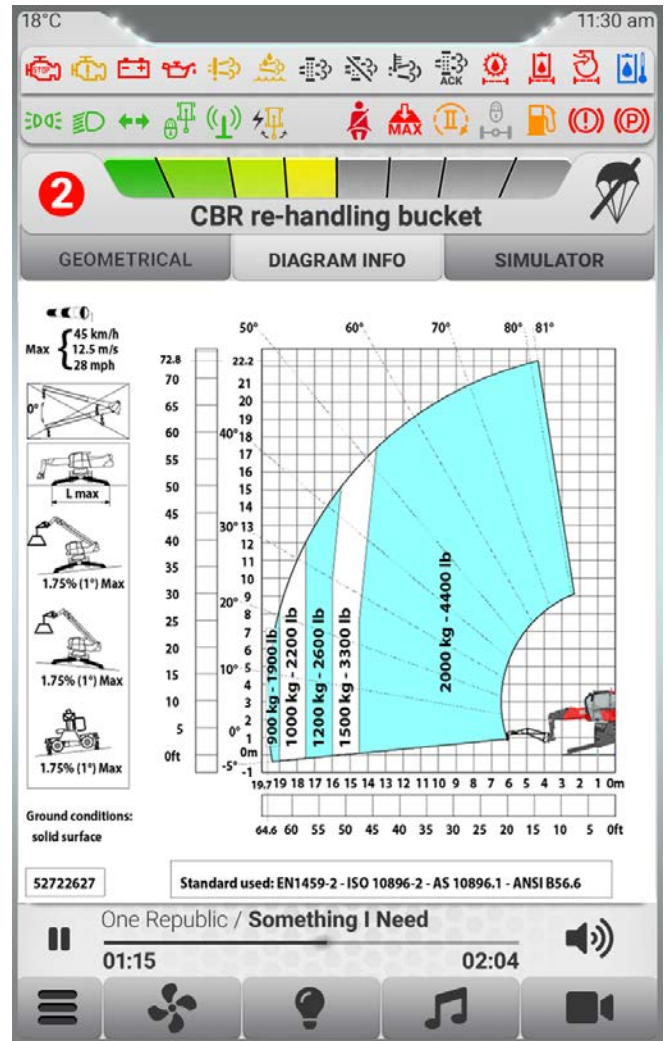 18°C 11:30 am
STOP
ACK
MAX
II
P
2
CBR re-handling bucket
GEOMETRICAL DIAGRAM INFO SIMULATOR
Max
45 km/h
12.5 m/s
28 mph
0°
L max
1.75% (1°) Max
1.75% (1°) Max
1.75% (1°) Max
Ground conditions:
solid surface
50° 60° 70° 80° 81°
40°
30°
20°
10°
0°
-5°
72.8
70
65
60
55
50
45
40
35
30
25
20
15
10
5
0ft
22.2
21
20
19
18
17
16
15
14
13
12
11
10
9
8
7
6
5
4
3
2
1
0m
-1
900 kg - 1900 lb
1000 kg - 2200 lb
1200 kg - 2600 lb
1500 kg - 3300 lb
2000 kg - 4400 lb
19.7 19 18 17 16 15 14 13 12 11 10 9 8 7 6 5 4 3 2 1 0m
64.6 60 55 50 45 40 35 30 25 20 15 10 5 0ft
52722627
Standard used: EN1459-2 - ISO 10896-2 - AS 10896.1 - ANSI B56.6
One Republic / Something I Need
01:15 02:04